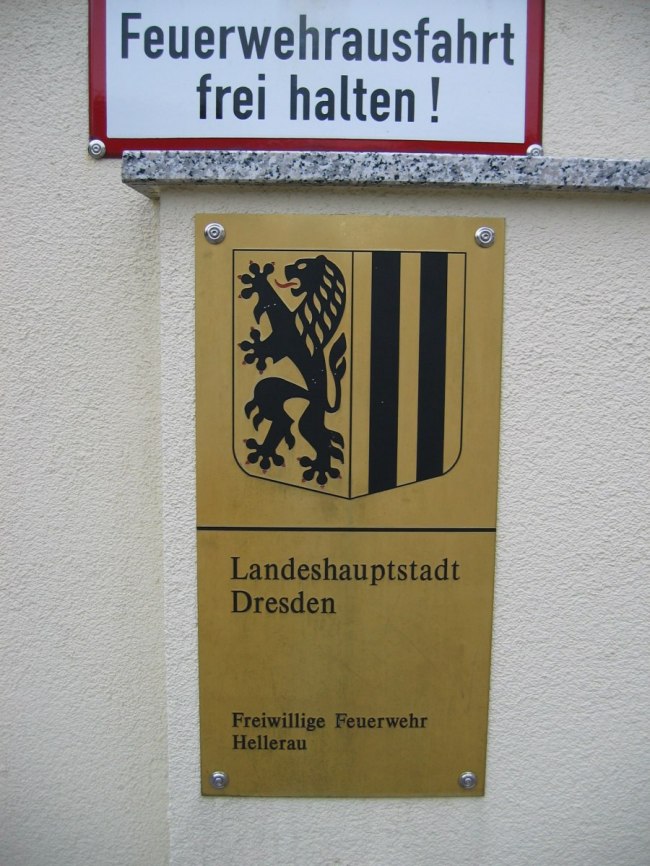 Feuerwehrausfahrt
frei halten!
Landeshauptstadt
Dresden
Freiwillige Feuerwehr
Hellerau